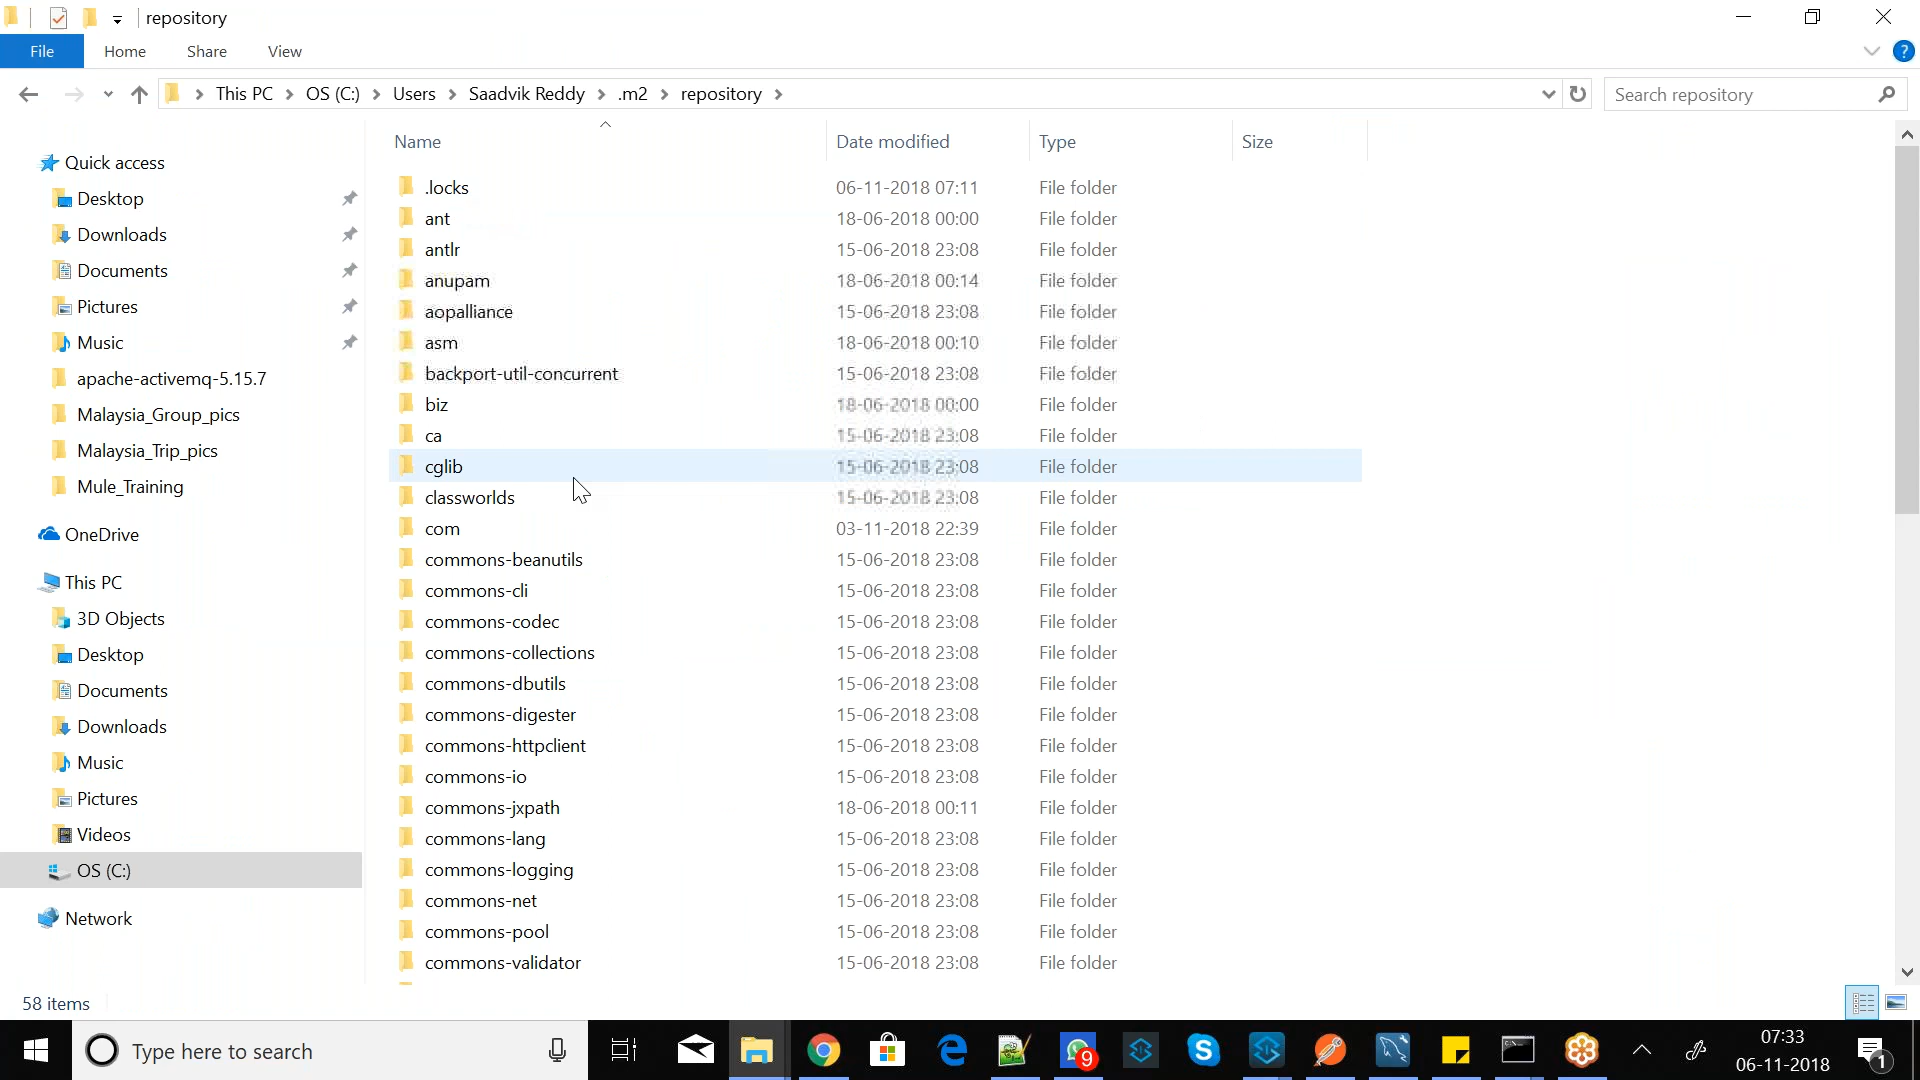 repository
File Home Share View
This PC OS (C:) Users Saadvik Reddy .m2 repository
Search repository
Name Date modified Type Size
Quick access
Desktop
Downloads
Documents
Pictures
Music
apache-activemq-5.15.7
Malaysia_Group_pics
Malaysia_Trip_pics
Mule_Training
OneDrive
This PC
3D Objects
Desktop
Documents
Downloads
Music
Pictures
Videos
OS (C:)
Network
.locks 06-11-2018 07:11 File folder
ant 18-06-2018 00:00 File folder
antlr 15-06-2018 23:08 File folder
anupam 18-06-2018 00:14 File folder
aopalliance 15-06-2018 23:08 File folder
asm 18-06-2018 00:10 File folder
backport-util-concurrent 15-06-2018 23:08 File folder
biz 18-06-2018 00:00 File folder
ca 15-06-2018 23:08 File folder
cglib 15-06-2018 23:08 File folder
classworlds 15-06-2018 23:08 File folder
com 03-11-2018 22:39 File folder
commons-beanutils 15-06-2018 23:08 File folder
commons-cli 15-06-2018 23:08 File folder
commons-codec 15-06-2018 23:08 File folder
commons-collections 15-06-2018 23:08 File folder
commons-dbutils 15-06-2018 23:08 File folder
commons-digester 15-06-2018 23:08 File folder
commons-httpclient 15-06-2018 23:08 File folder
commons-io 15-06-2018 23:08 File folder
commons-jxpath 18-06-2018 00:11 File folder
commons-lang 15-06-2018 23:08 File folder
commons-logging 15-06-2018 23:08 File folder
commons-net 15-06-2018 23:08 File folder
commons-pool 15-06-2018 23:08 File folder
commons-validator 15-06-2018 23:08 File folder
58 items
Type here to search
9
07:33
06-11-2018
1